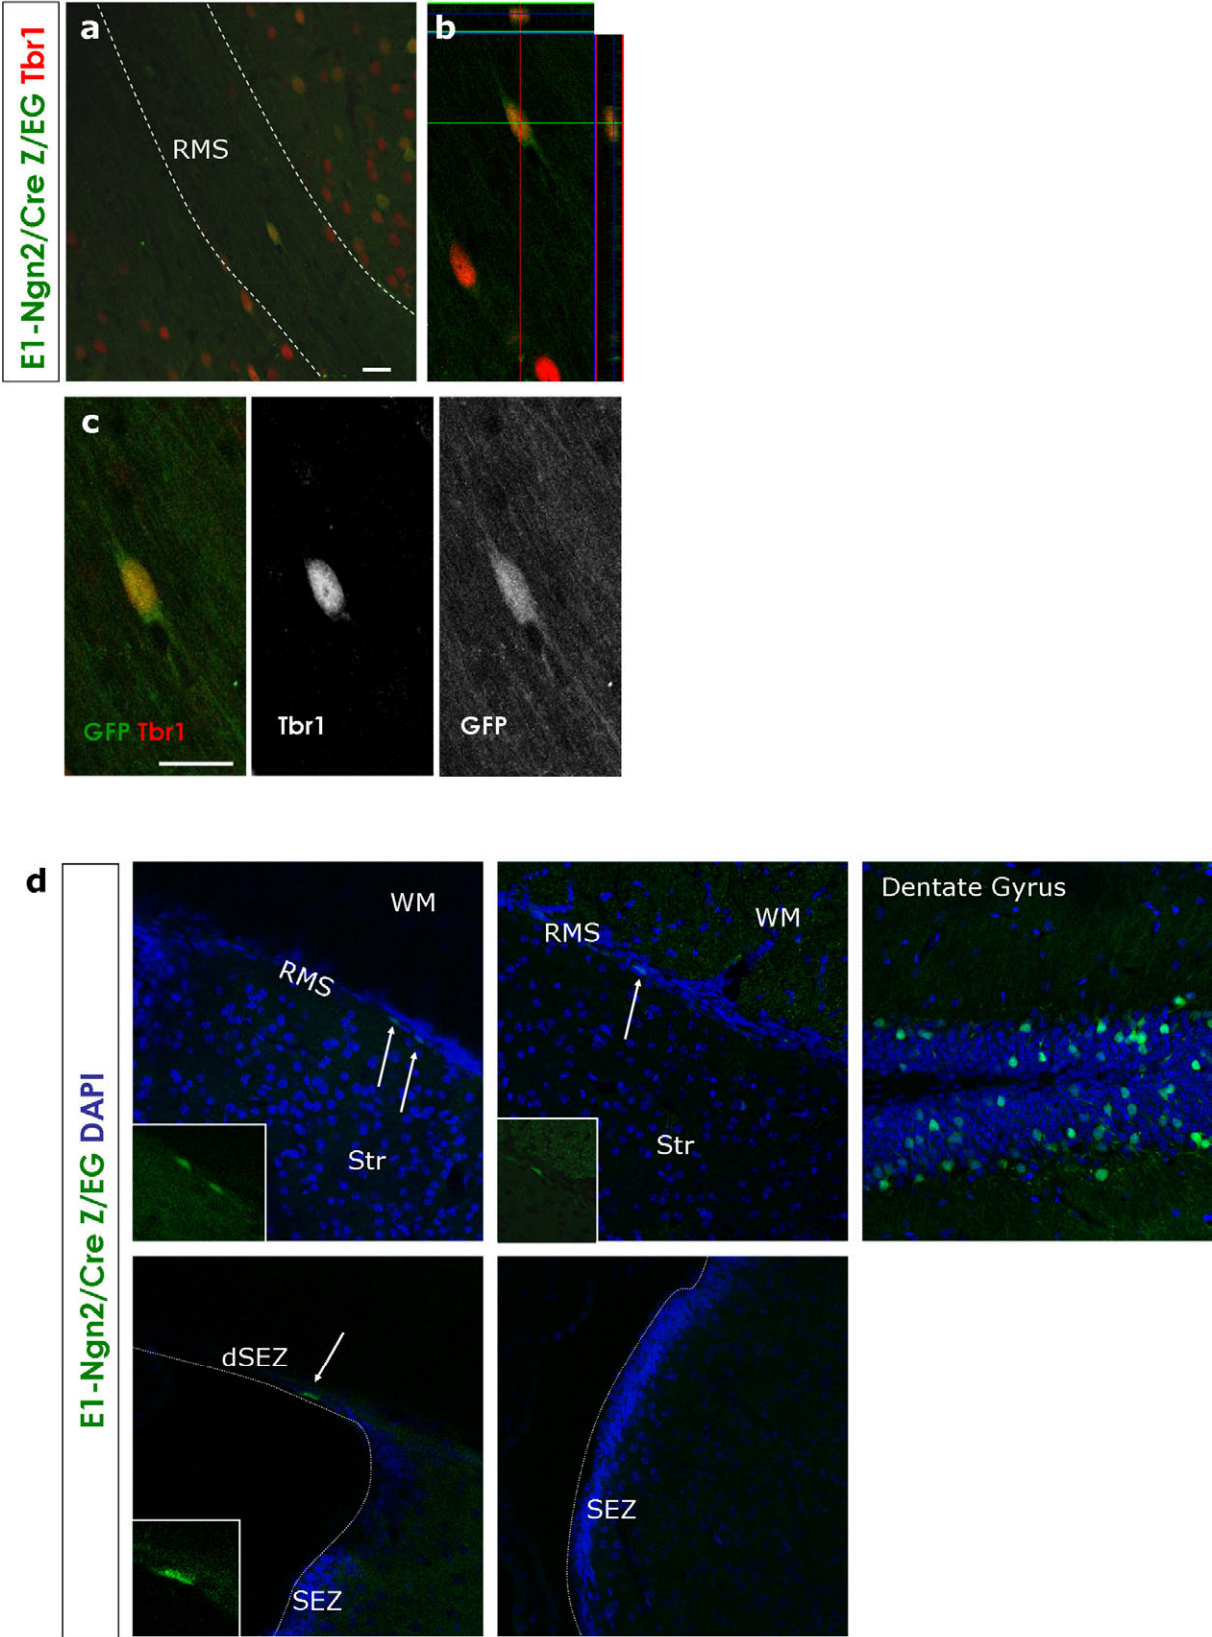 E1-Ngn2/Cre Z/EG Tbr1
a
RMS
b
c
GFP Tbr1
Tbr1
GFP
d
E1-Ngn2/Cre Z/EG DAPI
WM
RMS
Str
RMS
WM
Str
Dentate Gyrus
dSEZ
SEZ
SEZ